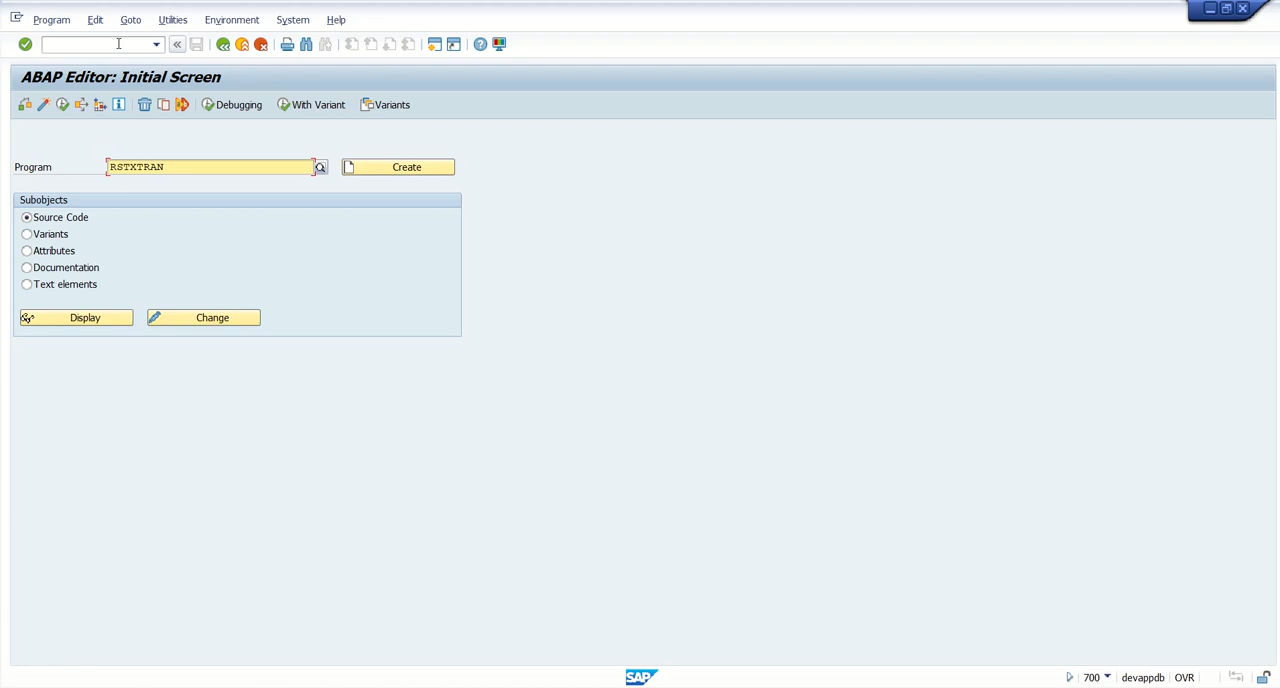 Program Edit Goto Utilities Environment System Help
ABAP Editor: Initial Screen
Debugging With Variant Variants
Program RSTXTRAN Create
Subobjects
Source Code
Variants
Attributes
Documentation
Text elements
Display Change
SAP 700 devappdb OVR